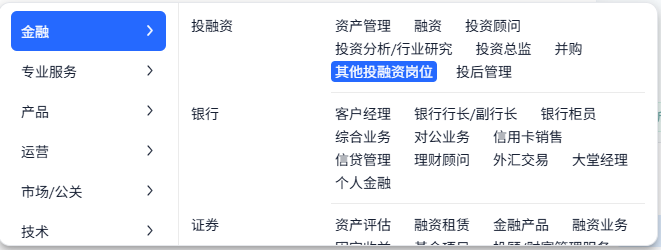 金融
专业服务
产品
运营
市场/公关
技术
投融资
资产管理 融资 投资顾问
投资分析/行业研究 投资总监 并购
其他投融资岗位 投后管理
银行
客户经理 银行行长/副行长 银行柜员
综合业务 对公业务 信用卡销售
信贷管理 理财顾问 外汇交易 大堂经理
个人金融
证券
资产评估 融资租赁 金融产品 融资业务